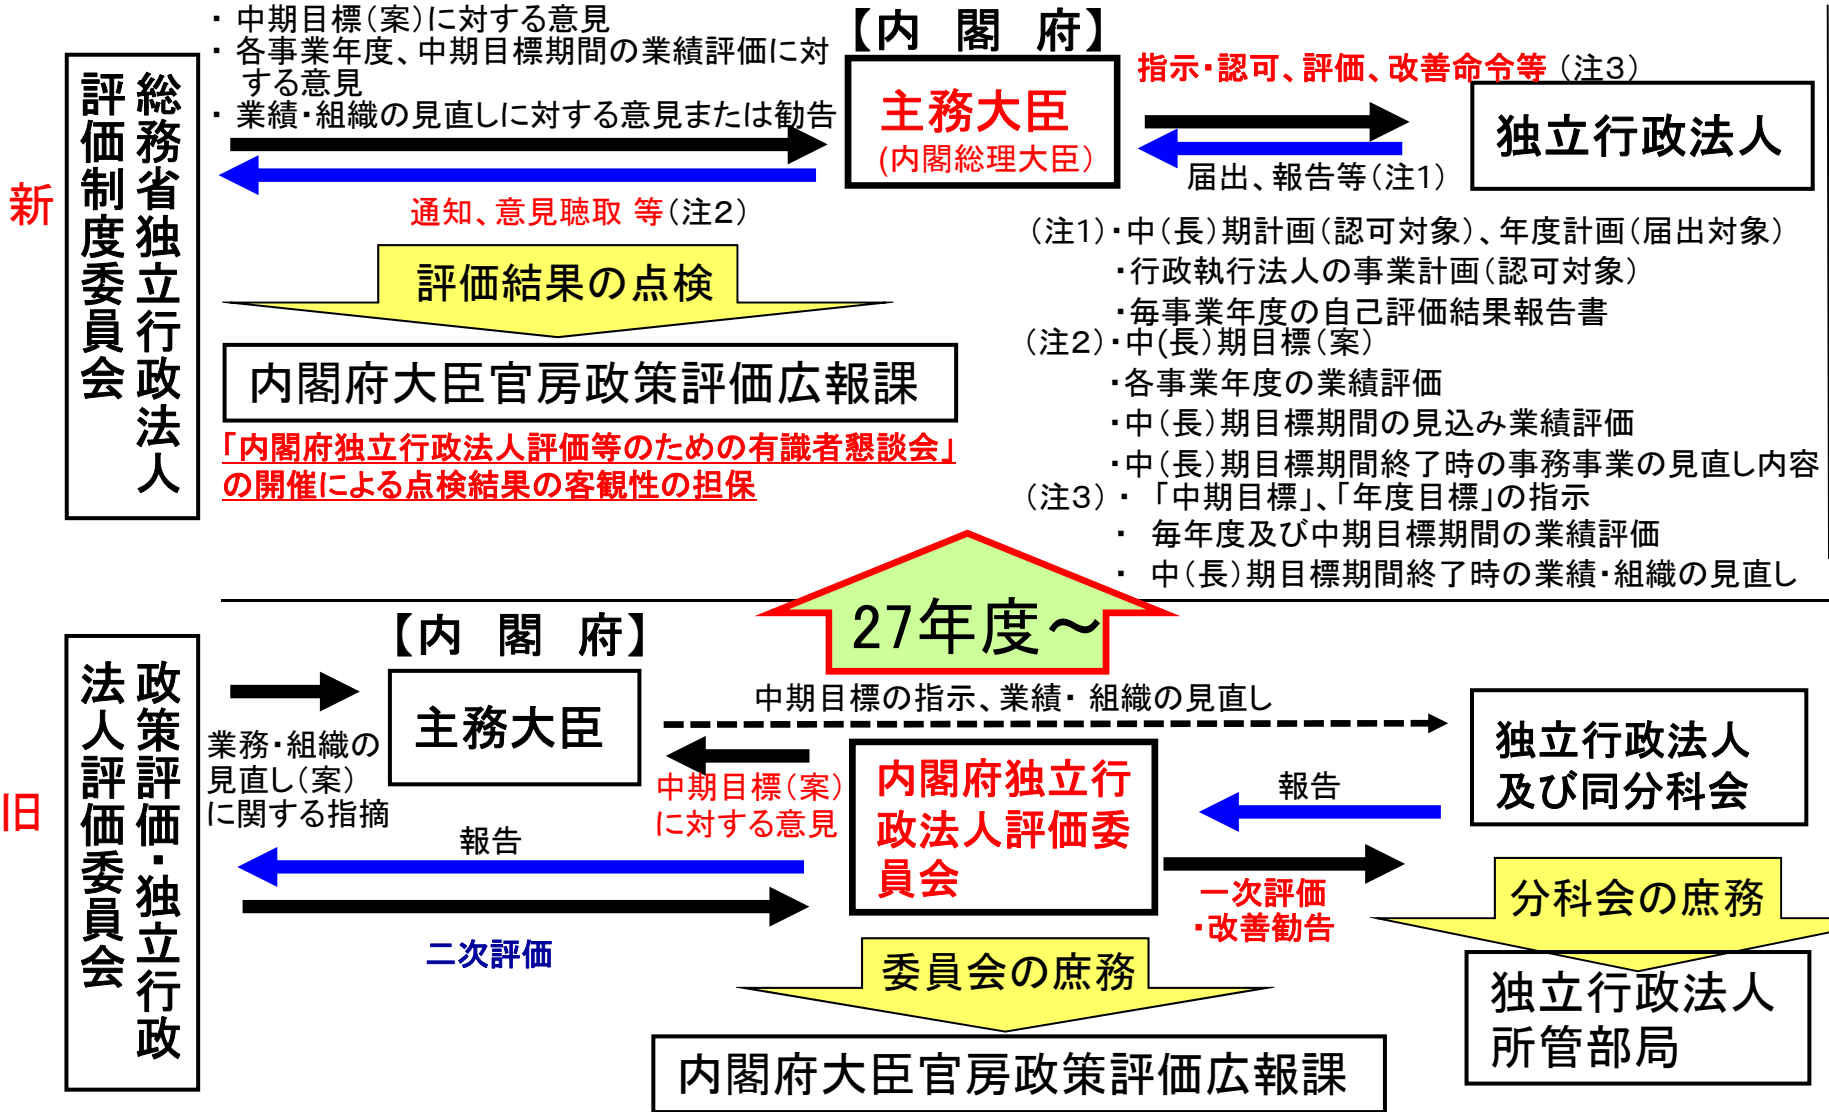 新
総務省独立行政法人
評価制度委員会
・ 中期目標(案)に対する意見
・ 各事業年度、中期目標期間の業績評価に対
する意見
・ 業績・組織の見直しに対する意見または勧告
通知、意見聴取 等(注2)
【内 閣 府】
主務大臣
(内閣総理大臣)
指示・認可、評価、改善命令等 (注3)
届出、報告等(注1)
独立行政法人
評価結果の点検
内閣府大臣官房政策評価広報課
「内閣府独立行政法人評価等のための有識者懇談会」
の開催による点検結果の客観性の担保
(注1)・中(長)期計画(認可対象)、年度計画(届出対象)
・行政執行法人の事業計画(認可対象)
・毎事業年度の自己評価結果報告書
(注2)・中(長)期目標(案)
・各事業年度の業績評価
・中(長)期目標期間の見込み業績評価
・中(長)期目標期間終了時の事務事業の見直し内容
(注3)・ 「中期目標」、「年度目標」の指示
・ 毎年度及び中期目標期間の業績評価
・ 中(長)期目標期間終了時の業績・組織の見直し
27年度~
旧
政策評価・独立行政
法人評価委員会
【内 閣 府】
主務大臣
業務・組織の
見直し(案)
に関する指摘
中期目標の指示、業績・ 組織の見直し
中期目標(案)
に対する意見
内閣府独立行
政法人評価委
員会
報告
独立行政法人
及び同分科会
報告
二次評価
一次評価
・改善勧告
分科会の庶務
委員会の庶務
独立行政法人
所管部局
内閣府大臣官房政策評価広報課